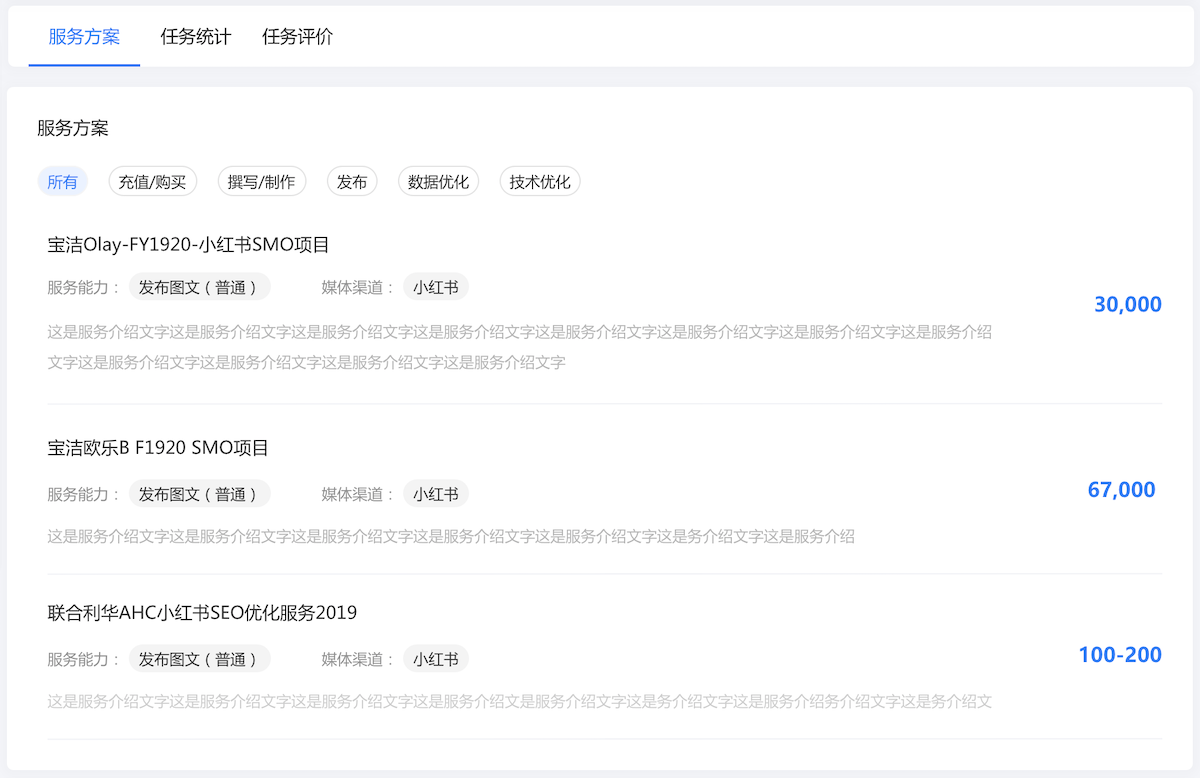 服务方案 任务统计 任务评价
服务方案
所有 充值/购买 撰写/制作 发布 数据优化 技术优化
宝洁Olay-FY1920-小红书SMO项目
服务能力： 发布图文（普通） 媒体渠道： 小红书
30,000
这是服务介绍文字这是服务介绍文字这是服务介绍文字这是服务介绍文字这是服务介绍文字这是服务介绍文字这是服务介绍文字这是服务介绍
文字这是服务介绍文字这是服务介绍文字这是服务介绍文字这是服务介绍文字
宝洁欧乐B F1920 SMO项目
服务能力： 发布图文（普通） 媒体渠道： 小红书
67,000
这是服务介绍文字这是服务介绍文字这是服务介绍文字这是服务介绍文字这是服务介绍文字这是务介绍文字这是服务介绍
联合利华AHC小红书SEO优化服务2019
服务能力： 发布图文（普通） 媒体渠道： 小红书
100-200
这是服务介绍文字这是服务介绍文字这是服务介绍文字这是服务介绍文是服务介绍文字这是务介绍文字这是服务介绍务介绍文字这是务介绍文